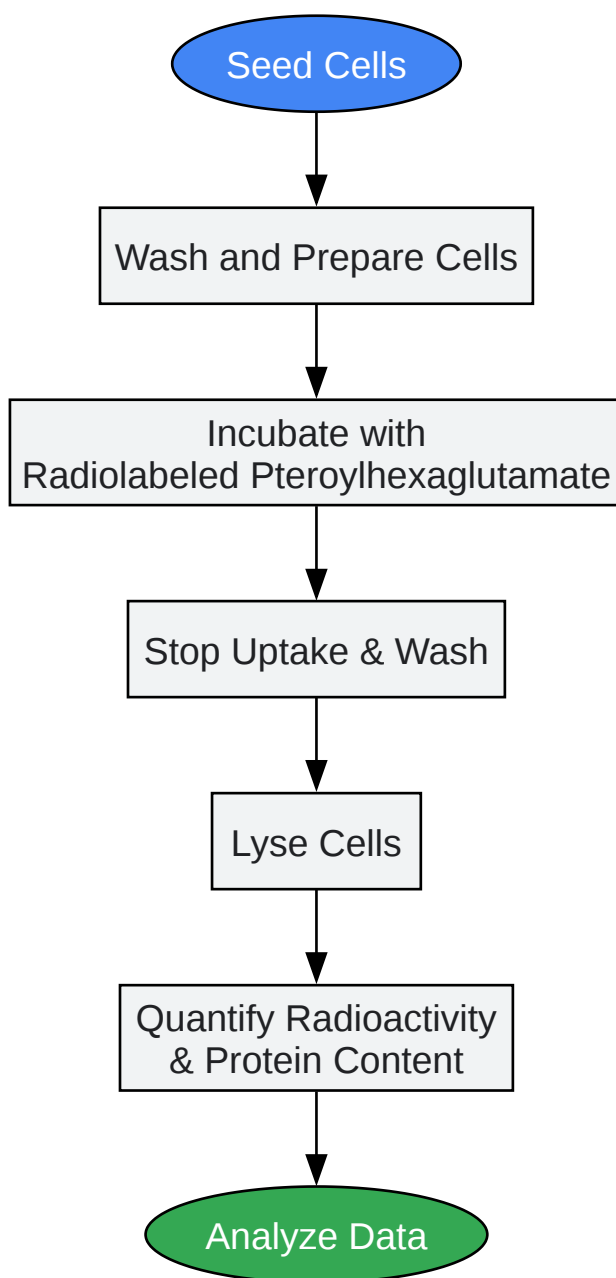 Seed Cells
Wash and Prepare Cells
Incubate with
Radiolabeled Pteroylhexaglutamate
Stop Uptake & Wash
Lyse Cells
Quantify Radioactivity
& Protein Content
Analyze Data